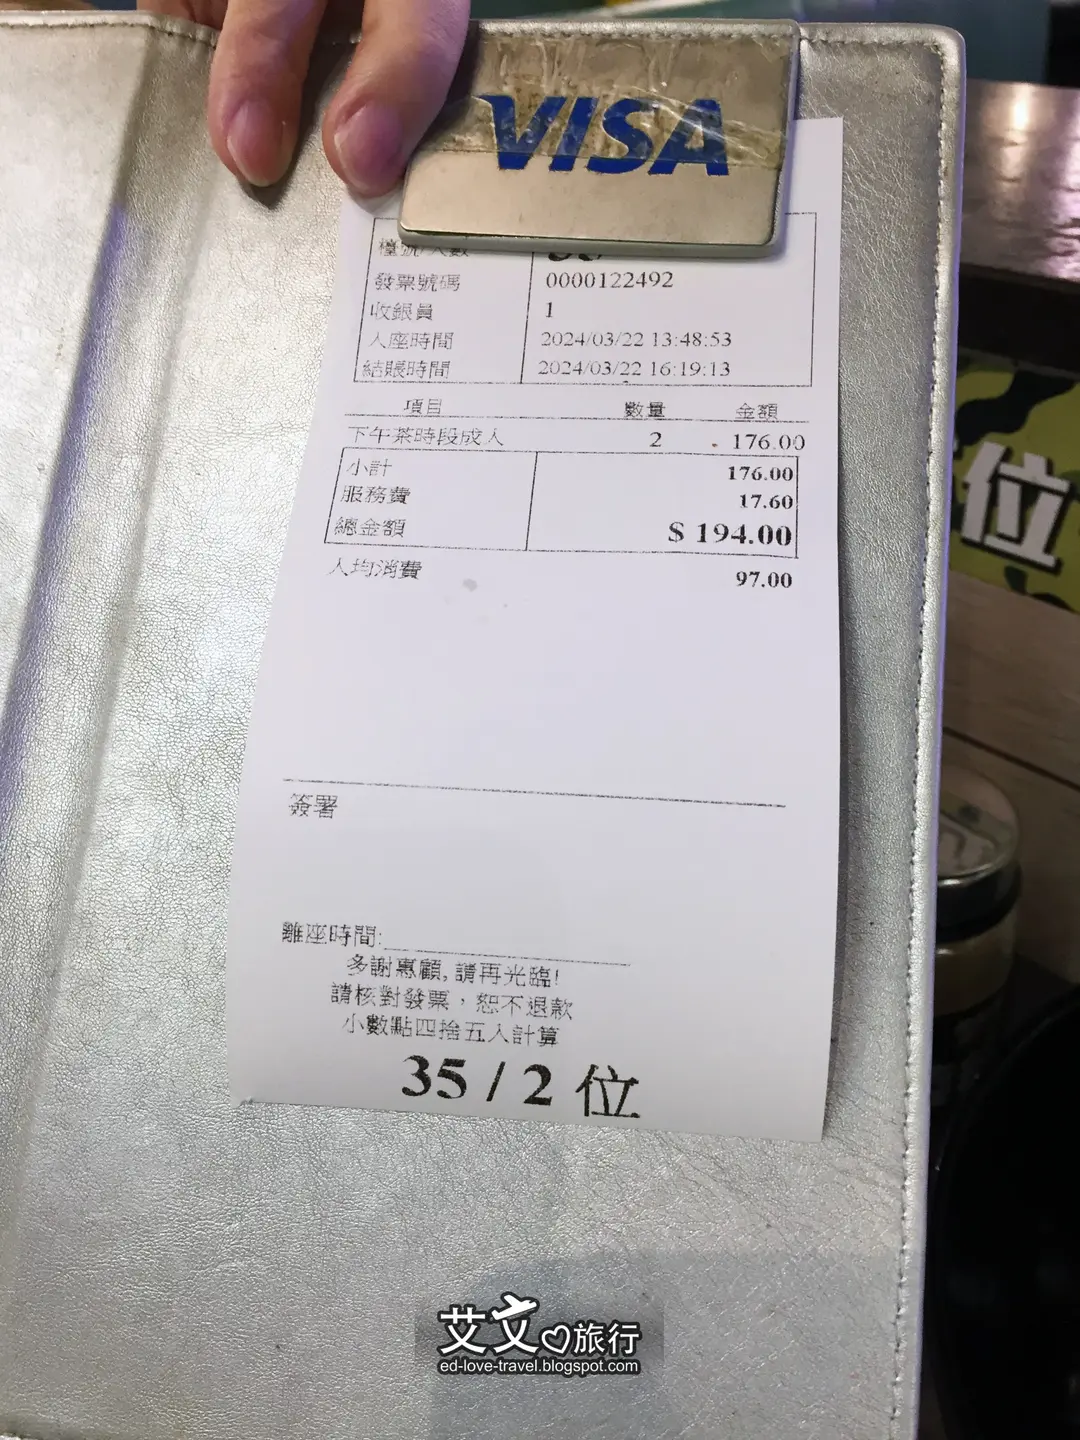 VISA
檯號/人數
發票號碼 0000122492
收銀員 1
入座時間 2024/03/22 13:48:53
結賬時間 2024/03/22 16:19:13
項目 數量 金額
下午茶時段成人 2 176.00
小計 176.00
服務費 17.60
總金額 $ 194.00
人均消費 97.00
簽署
離座時間:
多謝惠顧,請再光臨!
請核對發票，恕不退款
小數點四捨五入計算
35 / 2 位
位
艾文旅行
ed-love-travel.blogspot.com